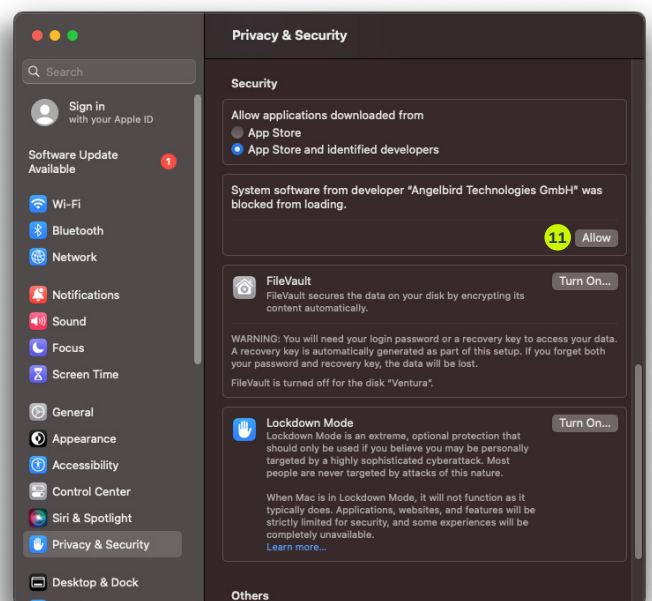 Privacy & Security
Search
Sign in
with your Apple ID
Software Update
Available
1
Wi-Fi
Bluetooth
Network
Notifications
Sound
Focus
Screen Time
General
Appearance
Accessibility
Control Center
Siri & Spotlight
Privacy & Security
Desktop & Dock
Security
Allow applications downloaded from
App Store
App Store and identified developers
System software from developer “Angelbird Technologies GmbH” was
blocked from loading.
11 Allow
FileVault
Turn On...
FileVault secures the data on your disk by encrypting its
content automatically.
WARNING: You will need your login password or a recovery key to access your data.
A recovery key is automatically generated as part of this setup. If you forget both
your password and recovery key, the data will be lost.
FileVault is turned off for the disk “Ventura”.
Lockdown Mode
Turn On...
Lockdown Mode is an extreme, optional protection that
should only be used if you believe you may be personally
targeted by a highly sophisticated cyberattack. Most
people are never targeted by attacks of this nature.
When Mac is in Lockdown Mode, it will not function as it
typically does. Applications, websites, and features will be
strictly limited for security, and some experiences will be
completely unavailable.
Learn more...
Others